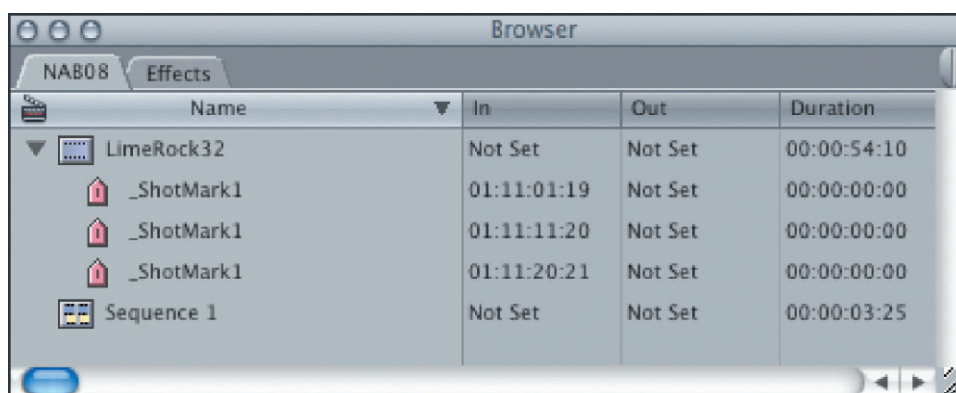 Browser
NAB08 Effects
Name In Out Duration
LimeRock32 Not Set Not Set 00:00:54:10
_ShotMark1 01:11:01:19 Not Set 00:00:00:00
_ShotMark1 01:11:11:20 Not Set 00:00:00:00
_ShotMark1 01:11:20:21 Not Set 00:00:00:00
Sequence 1 Not Set Not Set 00:00:03:25